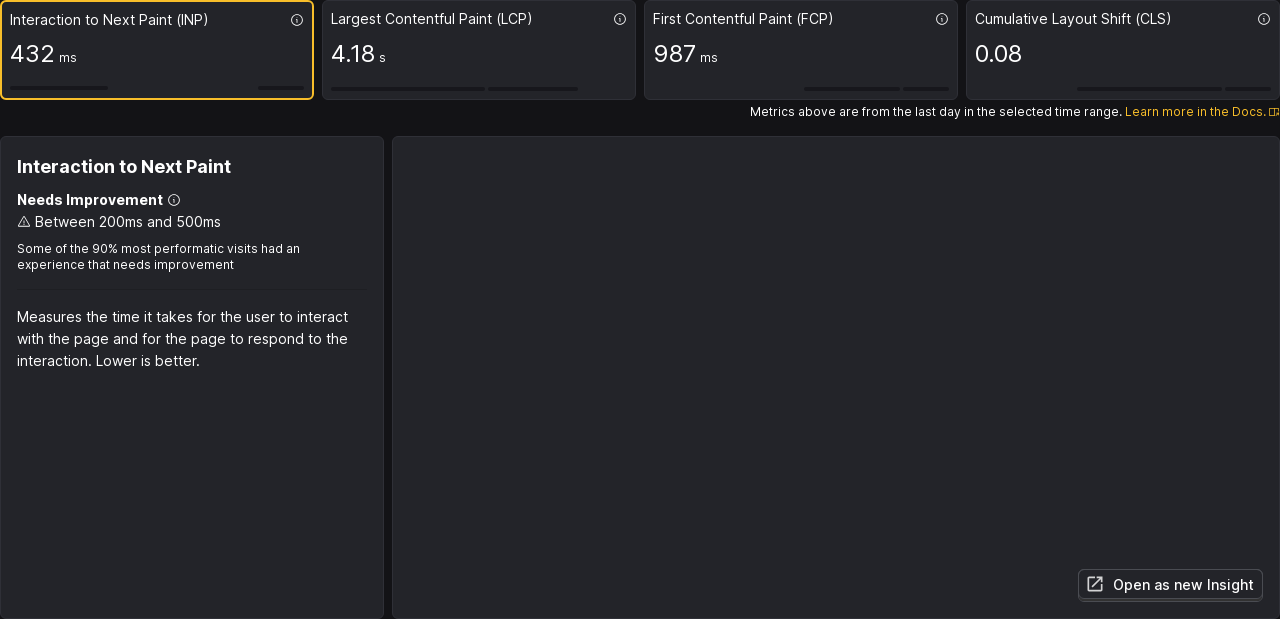 Interaction to Next Paint (INP)
432 ms
Largest Contentful Paint (LCP)
4.18 s
First Contentful Paint (FCP)
987 ms
Cumulative Layout Shift (CLS)
0.08
Metrics above are from the last day in the selected time range. Learn more in the Docs.
Interaction to Next Paint
Needs Improvement
Between 200ms and 500ms
Some of the 90% most performatic visits had an
experience that needs improvement
Measures the time it takes for the user to interact
with the page and for the page to respond to the
interaction. Lower is better.
Open as new Insight